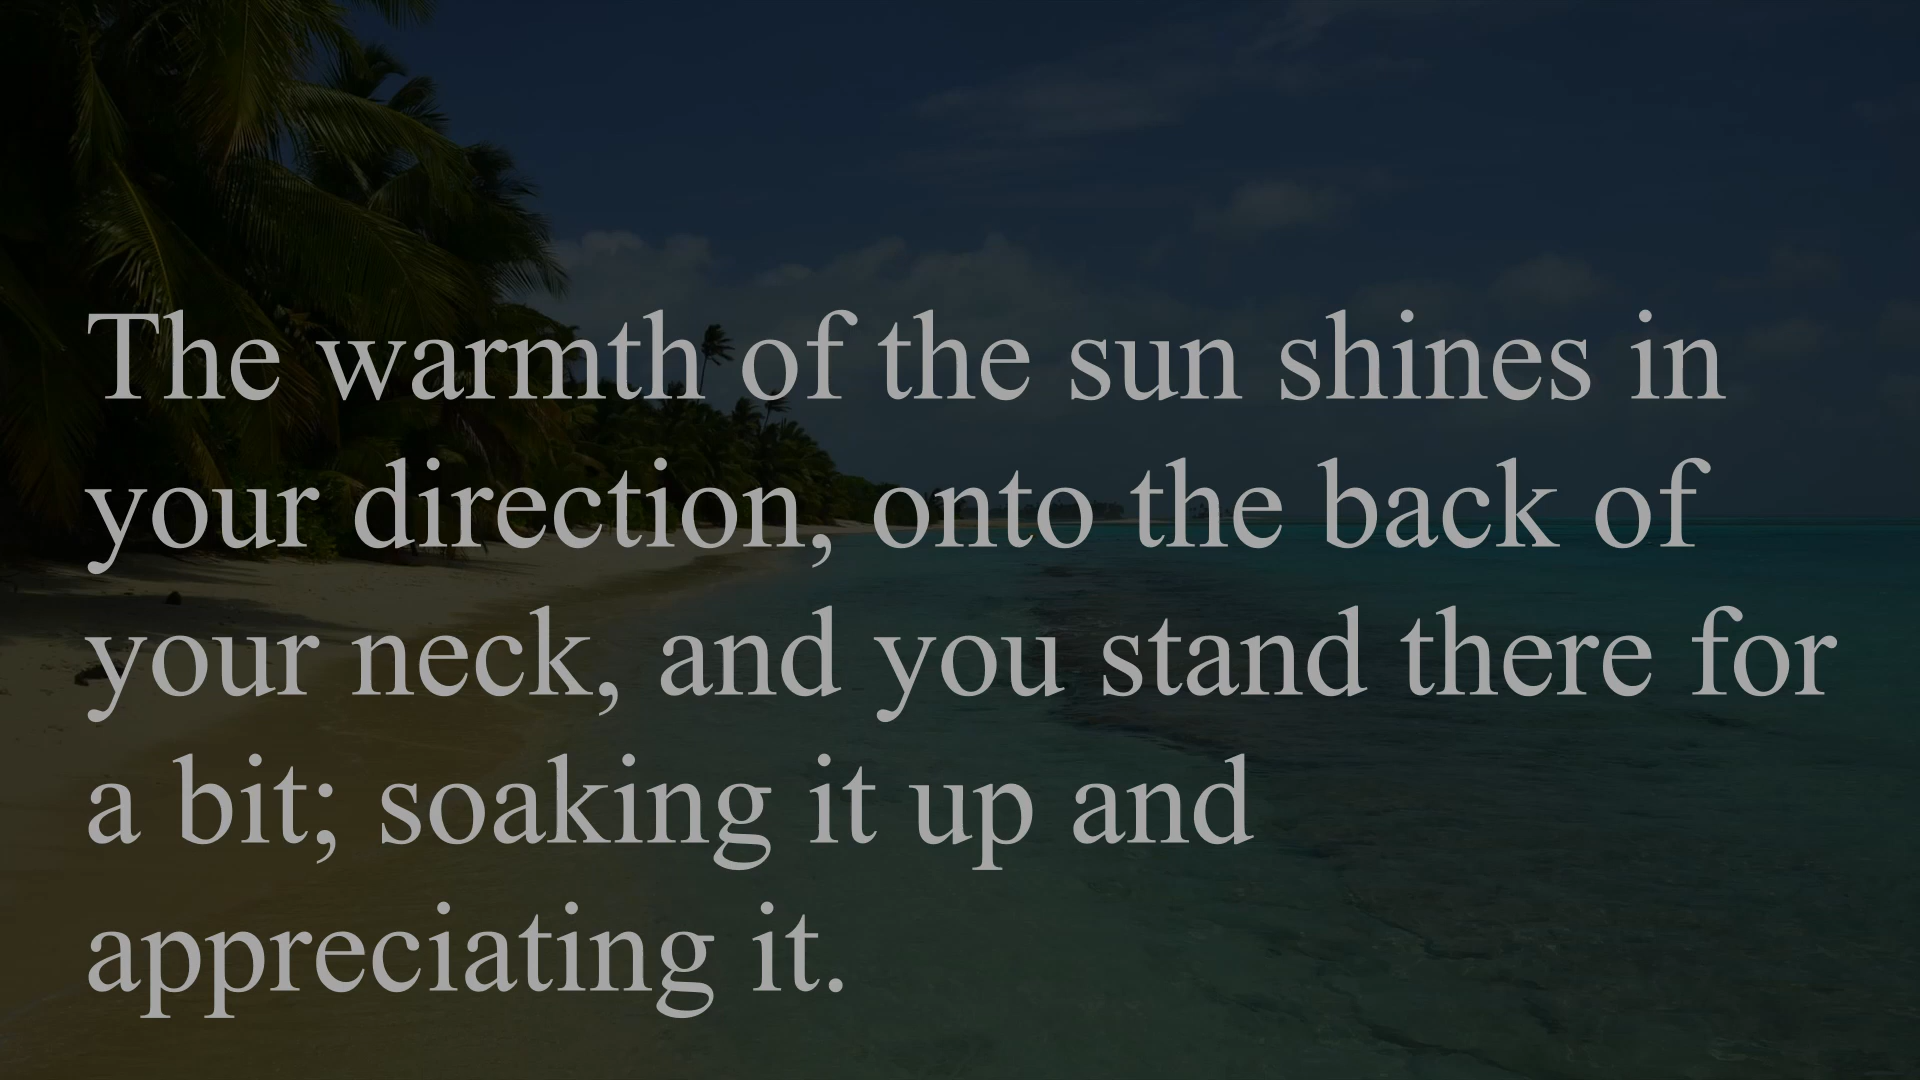 The warmth of the sun shines in
your direction, onto the back of
your neck, and you stand there for
a bit; soaking it up and
appreciating it.